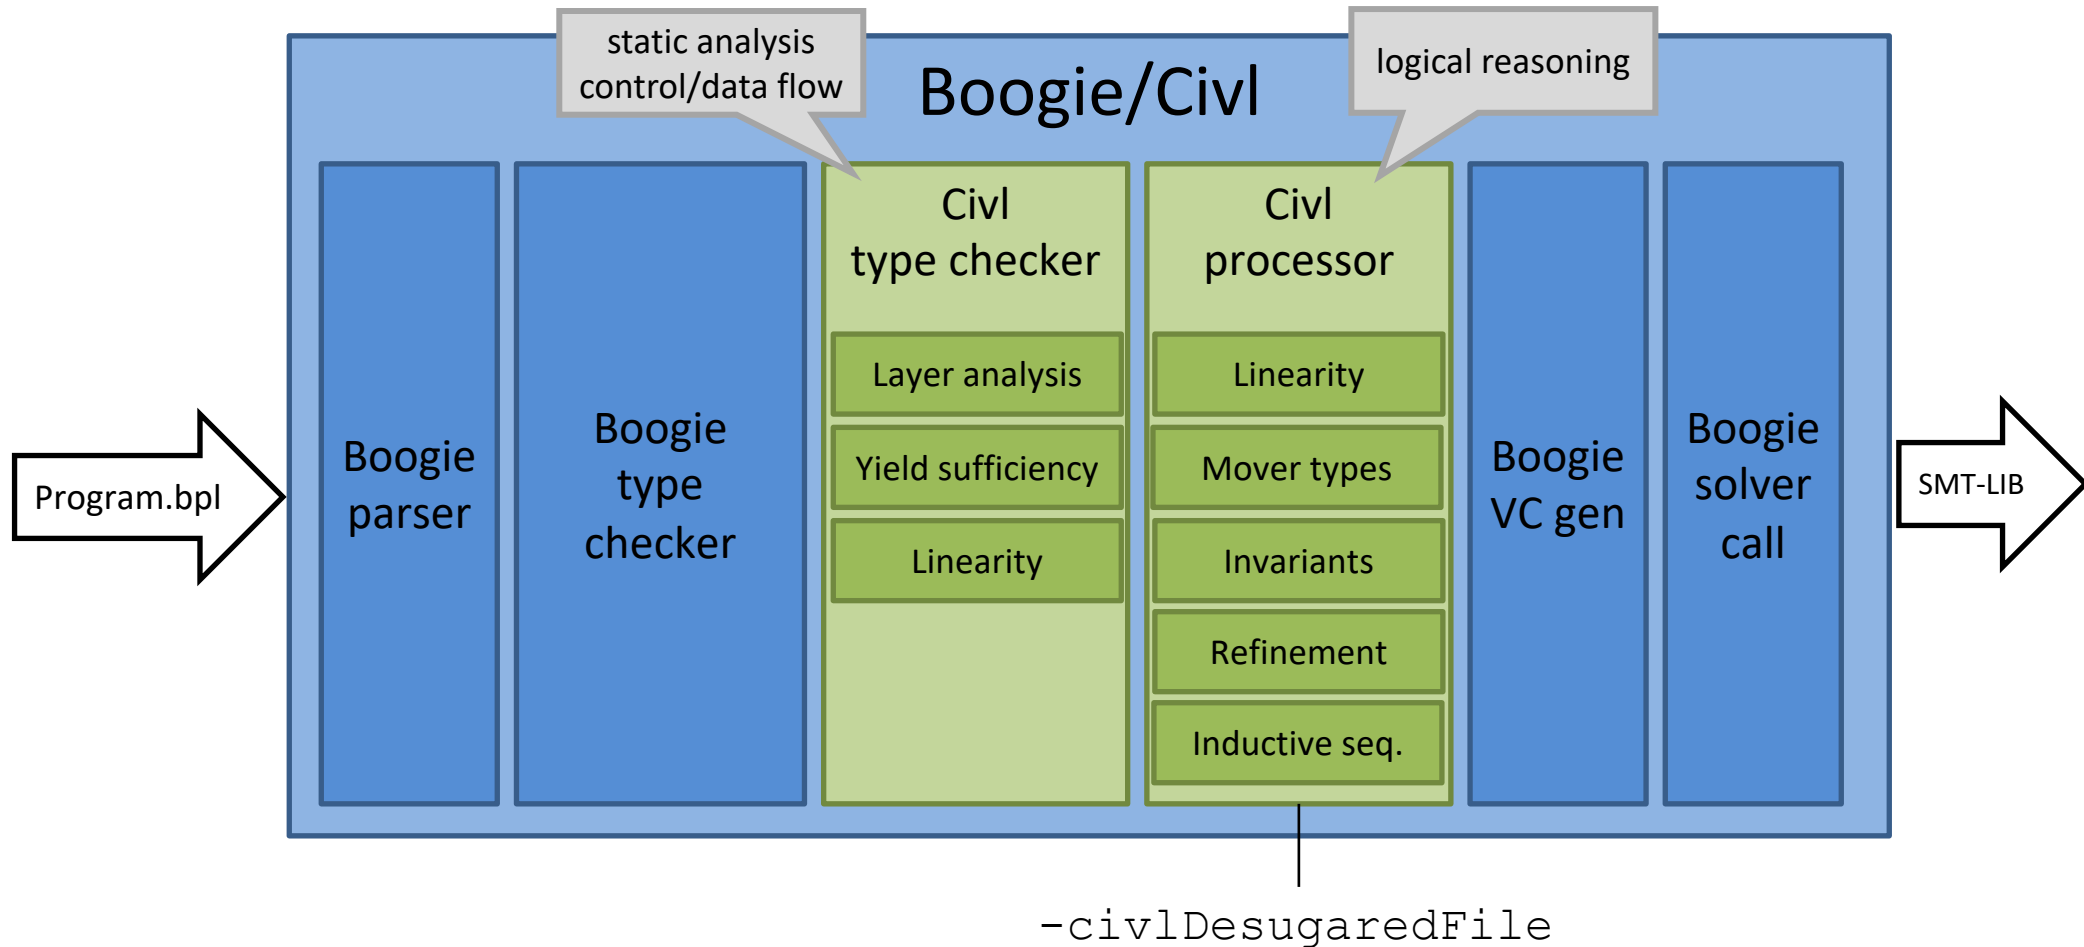 static analysis
control/data flow
logical reasoning
Boogie/Civl
Program.bpl
Boogie
parser
Boogie
type
checker
Civl
type checker
Layer analysis
Yield sufficiency
Linearity
Civl
processor
Linearity
Mover types
Invariants
Refinement
Inductive seq.
Boogie
VC gen
Boogie
solver
call
SMT-LIB
-civlDesugaredFile